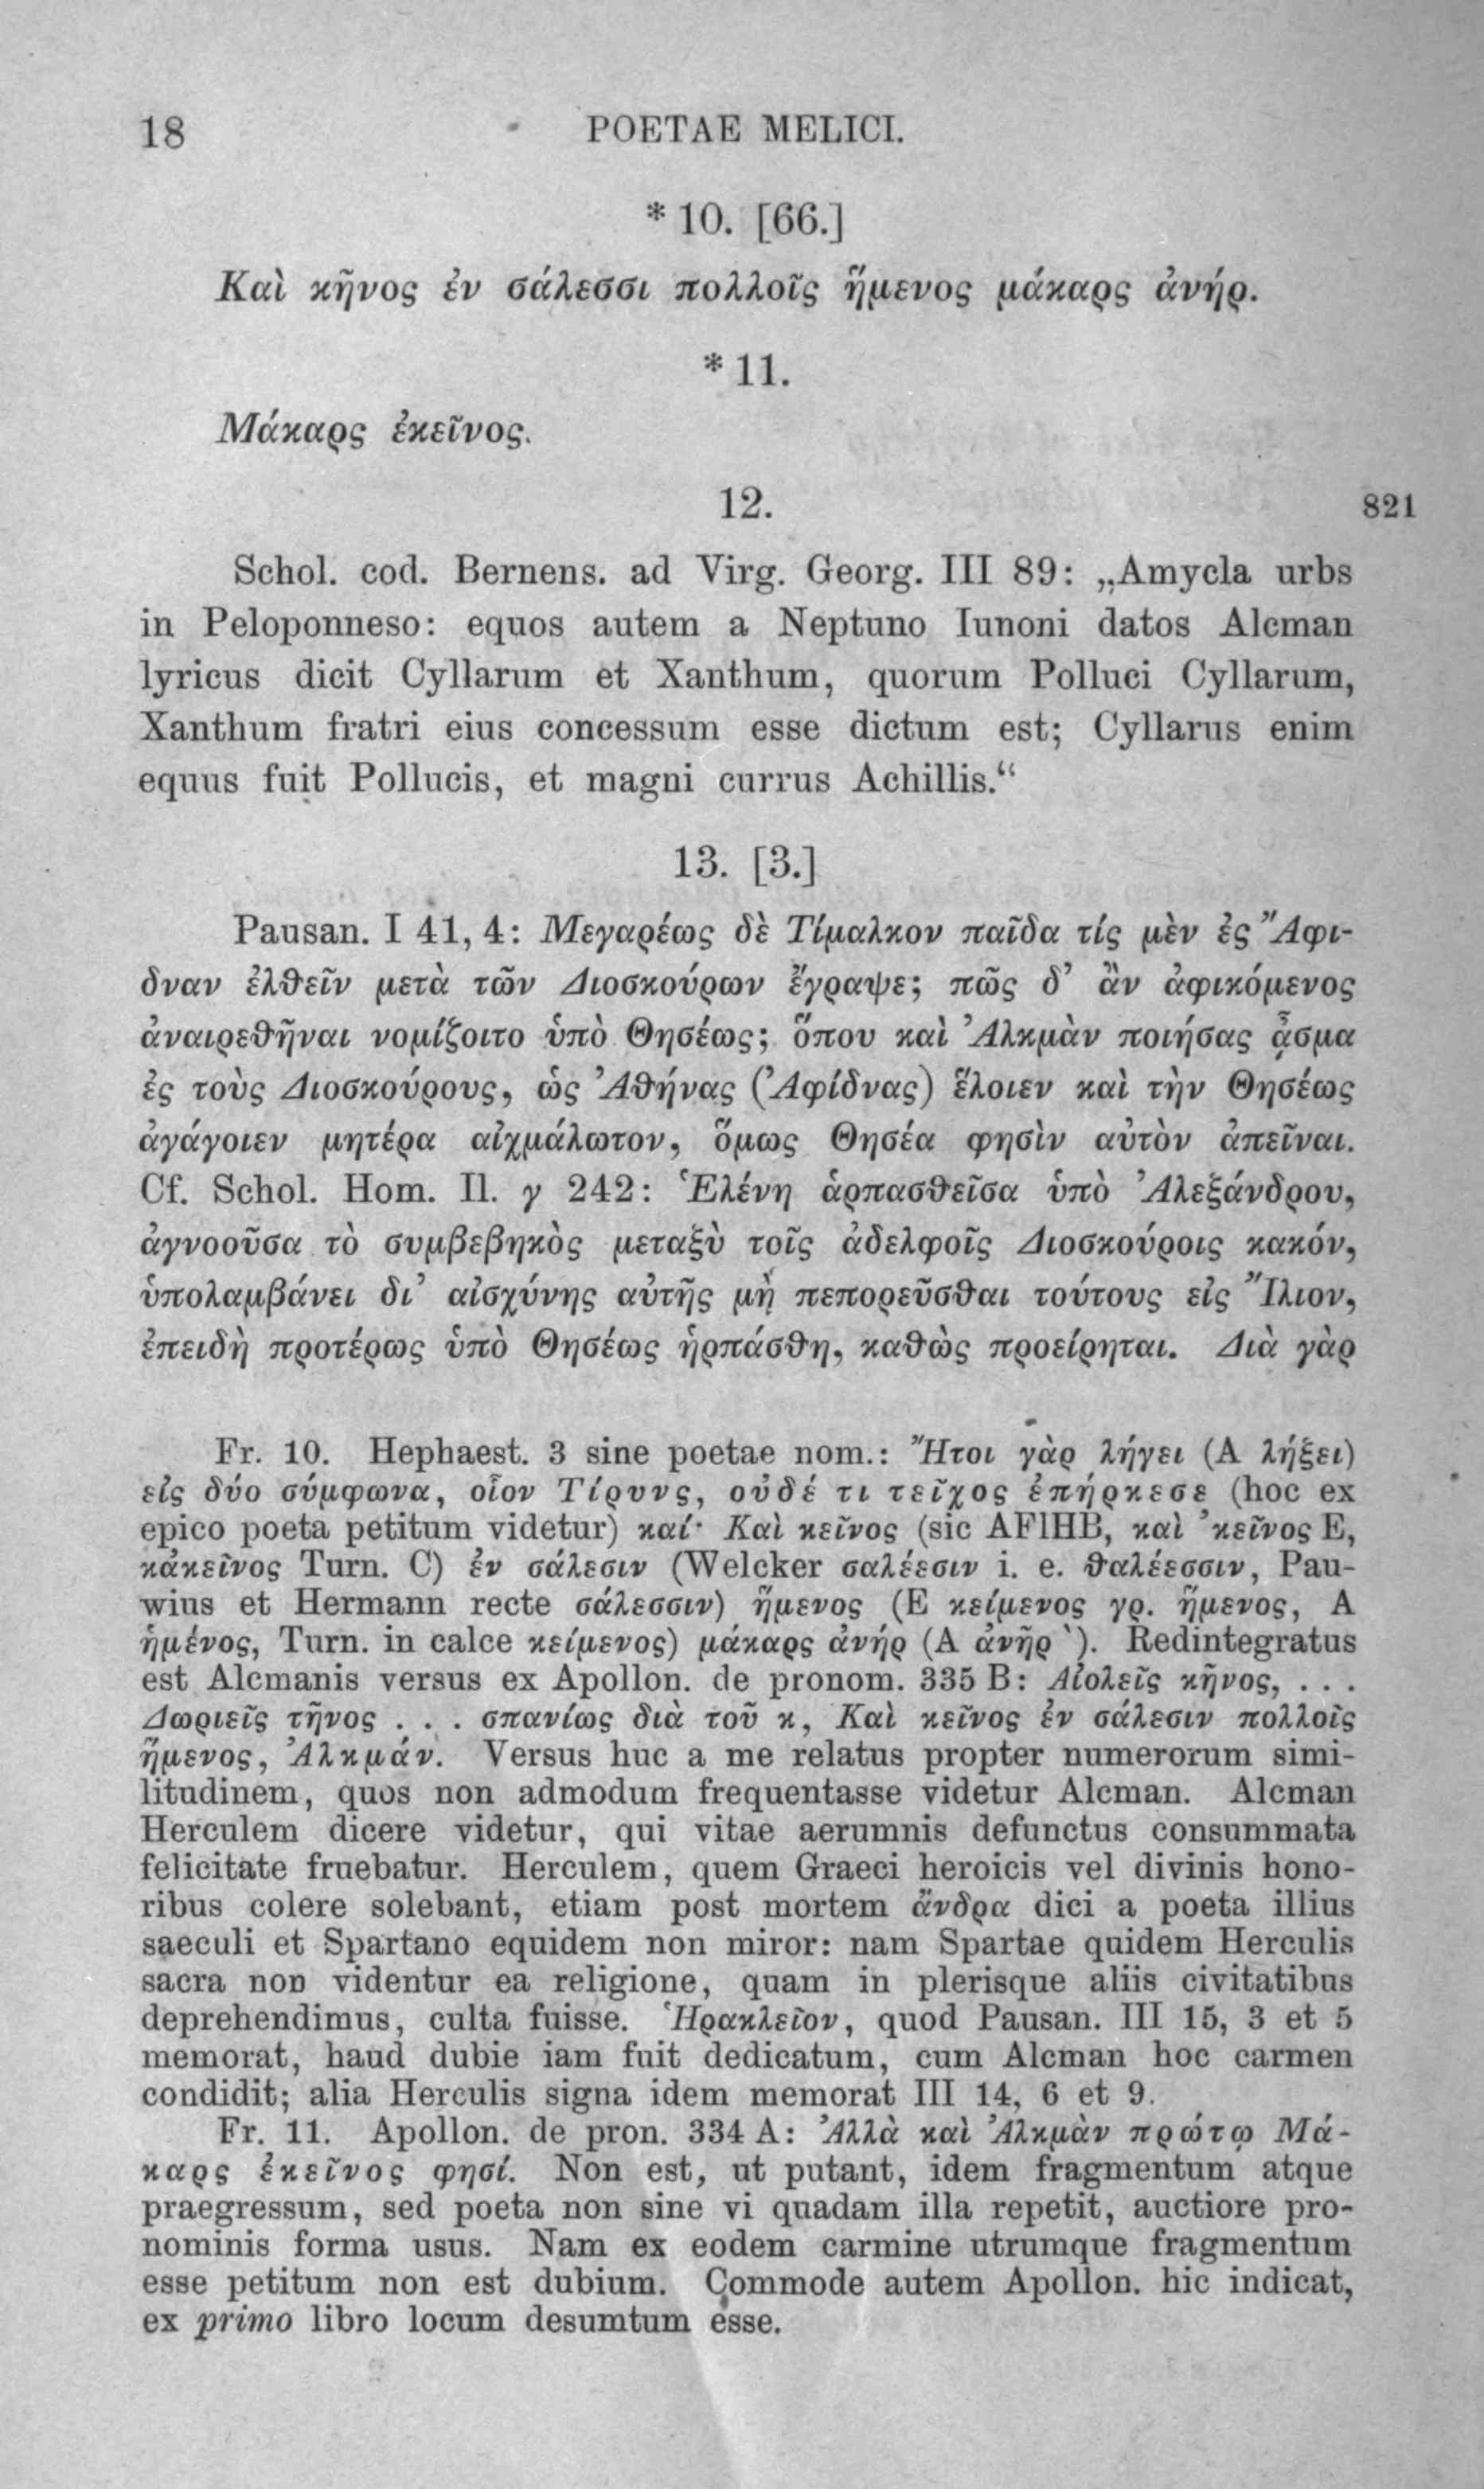 18
POETAE MELICI.
* 10. [66.]
Καὶ κῆνος ἐν σάλεσσι πολλοῖς ἥμενος μάκαρς ἀνήρ.
* 11.
Μάκαρς ἐκεῖνος.
12.
821
Schol. cod. Bernens. ad Virg. Georg. III 89: „Amycla urbs
in Peloponneso: equos autem a Neptuno Iunoni datos Alcman
lyricus dicit Cyllarum et Xanthum, quorum Polluci Cyllarum,
Xanthum fratri eius concessum esse dictum est; Cyllarus enim
equus fuit Pollucis, et magni currus Achillis.“
13. [3.]
Pausan. I 41, 4: Μεγαρέως δὲ Τίμαλκον παῖδα τίς μὲν ἐς Ἄφι-
δναν ἐλθεῖν μετὰ τῶν Διοσκούρων ἔγραψε; πῶς δ’ ἂν ἀφικόμενος
ἀναιρεθῆναι νομίζοιτο ὑπὸ Θησέως; ὅπου καὶ Ἀλκμὰν ποιήσας ᾆσμα
ἐς τοὺς Διοσκούρους, ὡς Ἀθήνας (Ἀφίδνας) ἕλοιεν καὶ τὴν Θησέως
ἀγάγοιεν μητέρα αἰχμάλωτον, ὅμως Θησέα φησὶν αὐτὸν ἀπεῖναι.
Cf. Schol. Hom. Il. γ 242: Ἑλένη ἁρπασθεῖσα ὑπὸ Ἀλεξάνδρου,
ἀγνοοῦσα τὸ συμβεβηκὸς μεταξὺ τοῖς ἀδελφοῖς Διοσκούροις κακόν,
ὑπολαμβάνει δι’ αἰσχύνης αὐτῆς μὴ πεπορεῦσθαι τούτους εἰς Ἴλιον,
ἐπειδὴ προτέρως ὑπὸ Θησέως ἡρπάσθη, καθὼς προείρηται. Διὰ γὰρ
Fr. 10. Hephaest. 3 sine poetae nom.: Ἤτοι γὰρ λήγει (A λήξει)
εἰς δύο σύμφωνα, οἷον Τίρυνς, οὐδέ τι τεῖχος ἐπήρκεσε (hoc ex
epico poeta petitum videtur) καί· Καὶ κεῖνος (sic AFlHB, καὶ ’κεῖνος E,
κἀκεῖνος Turn. C) ἐν σάλεσιν (Welcker σαλέεσιν i. e. θαλέεσσιν, Pau-
wius et Hermann recte σάλεσσιν) ἥμενος (E κείμενος γρ. ἥμενος, A
ἡμένος, Turn. in calce κείμενος) μάκαρς ἀνήρ (A ἀνῆρ`). Redintegratus
est Alcmanis versus ex Apollon. de pronom. 335 B: Αἰολεῖς κῆνος, . . .
Δωριεῖς τῆνος . . . σπανίως διὰ τοῦ κ, Καὶ κεῖνος ἐν σάλεσιν πολλοῖς
ἥμενος, Ἀλκμάν. Versus huc a me relatus propter numerorum simi-
litudinem, quos non admodum frequentasse videtur Alcman. Alcman
Herculem dicere videtur, qui vitae aerumnis defunctus consummata
felicitate fruebatur. Herculem, quem Graeci heroicis vel divinis hono-
ribus colere solebant, etiam post mortem ἄνδρα dici a poeta illius
saeculi et Spartano equidem non miror: nam Spartae quidem Herculis
sacra non videntur ea religione, quam in plerisque aliis civitatibus
deprehendimus, culta fuisse. Ἡρακλεῖον, quod Pausan. III 15, 3 et 5
memorat, haud dubie iam fuit dedicatum, cum Alcman hoc carmen
condidit; alia Herculis signa idem memorat III 14, 6 et 9.
Fr. 11. Apollon. de pron. 334 A: Ἀλλὰ καὶ Ἀλκμὰν πρώτῳ Μά-
καρς ἐκεῖνος φησί. Non est, ut putant, idem fragmentum atque
praegressum, sed poeta non sine vi quadam illa repetit, auctiore pro-
nominis forma usus. Nam ex eodem carmine utrumque fragmentum
esse petitum non est dubium. Commode autem Apollon. hic indicat,
ex primo libro locum desumtum esse.